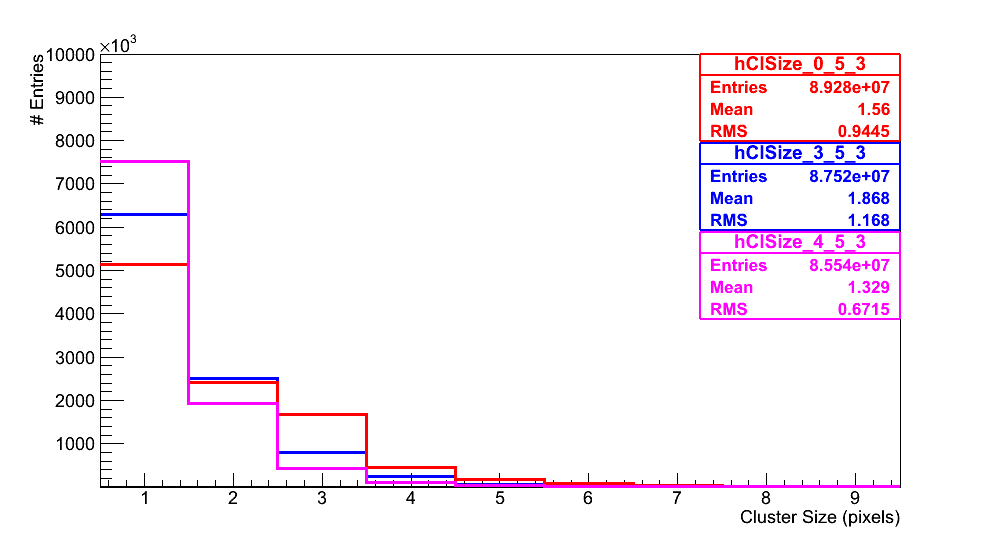 ×10³
10000
9000
8000
7000
6000
5000
4000
3000
2000
1000
# Entries
hClSize_0_5_3
Entries 8.928e+07
Mean 1.56
RMS 0.9445
hClSize_3_5_3
Entries 8.752e+07
Mean 1.868
RMS 1.168
hClSize_4_5_3
Entries 8.554e+07
Mean 1.329
RMS 0.6715
1 2 3 4 5 6 7 8 9
Cluster Size (pixels)